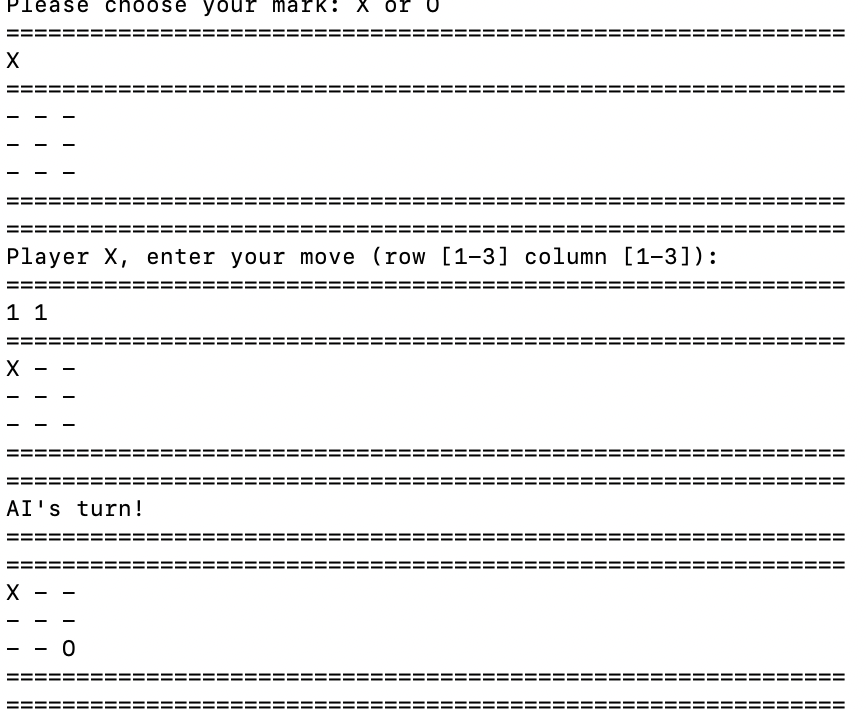 Please choose your mark: X or O
============================================================
X
============================================================
- - -
- - -
- - -
============================================================
============================================================
Player X, enter your move (row [1-3] column [1-3]):
============================================================
1 1
============================================================
X - -
- - -
- - -
============================================================
============================================================
AI's turn!
============================================================
============================================================
X - -
- - -
- - O
============================================================
============================================================